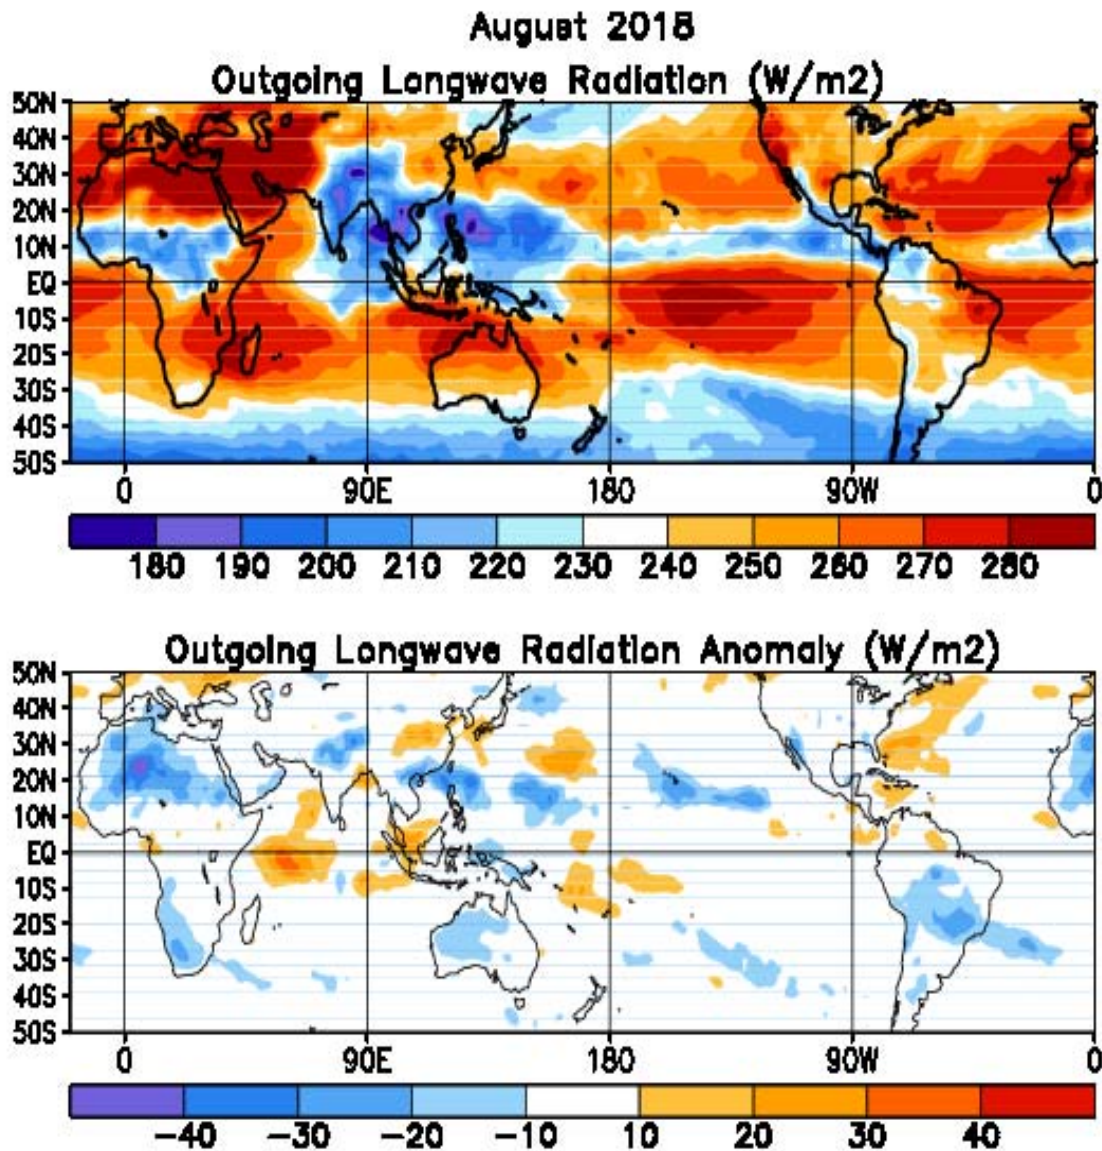 August 2018
Outgoing Longwave Radiation (W/m2)
50N
40N
30N
20N
10N
EQ
10S
20S
30S
40S
50S
0 90E 180 90W 0
180 190 200 210 220 230 240 250 260 270 280
Outgoing Longwave Radiation Anomaly (W/m2)
50N
40N
30N
20N
10N
EQ
10S
20S
30S
40S
50S
0 90E 180 90W 0
−40 −30 −20 −10 10 20 30 40